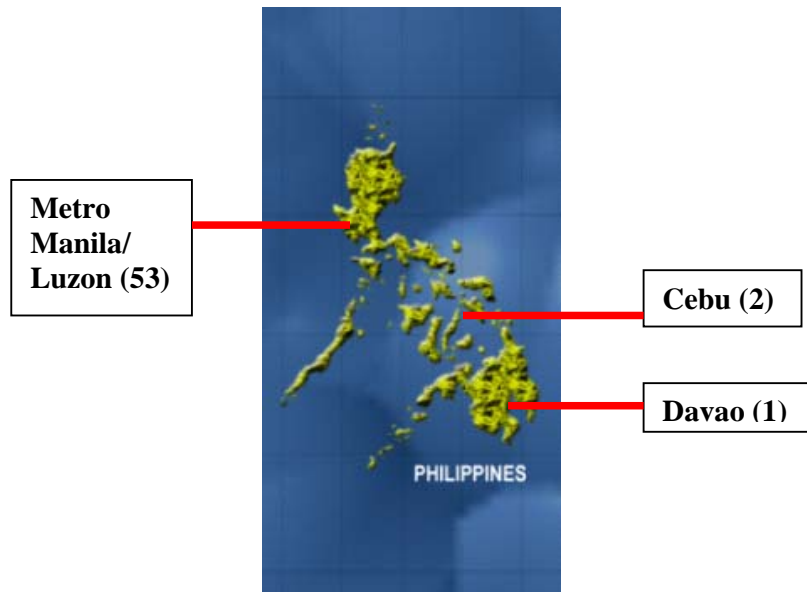 Metro
Manila/
Luzon (53)
Cebu (2)
Davao (1)
PHILIPPINES